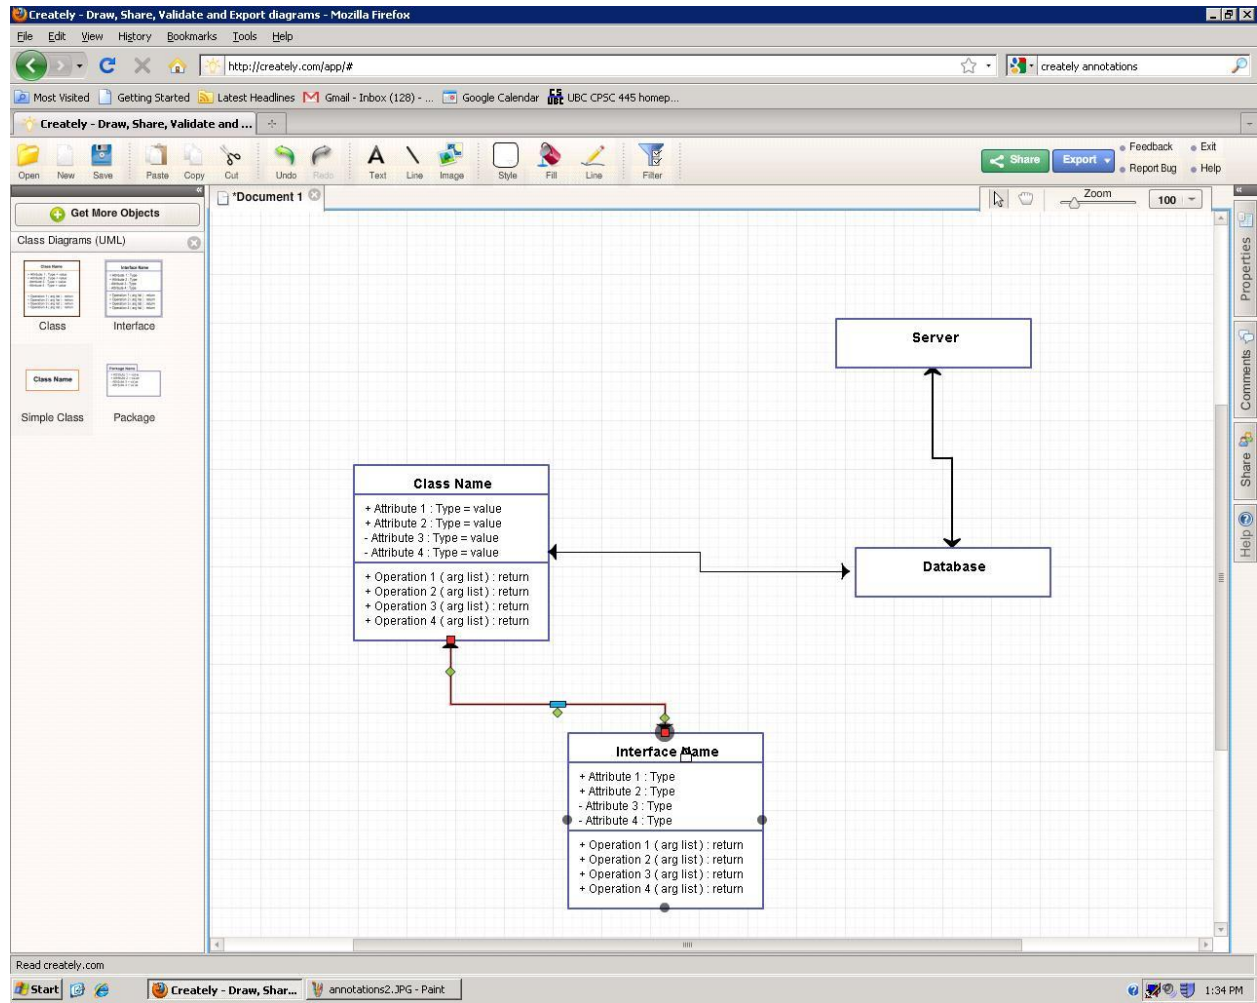 Creately - Draw, Share, Validate and Export diagrams - Mozilla Firefox
File Edit View History Bookmarks Tools Help
http://creately.com/app/#
creately annotations
Most Visited Getting Started Latest Headlines Gmail - Inbox (128) - ... Google Calendar UBC CPSC 445 homep...
Creately - Draw, Share, Validate and ...
Open New Save Paste Copy Cut Undo Redo Text Line Image Style Fill Line Filter
Share Export Feedback Exit
Report Bug Help
*Document 1
Zoom 100
Get More Objects
Class Diagrams (UML)
Class Interface
Class Name
Simple Class Package
Server
Database
Class Name
+ Attribute 1 : Type = value
+ Attribute 2 : Type = value
- Attribute 3 : Type = value
- Attribute 4 : Type = value
+ Operation 1 ( arg list ) : return
+ Operation 2 ( arg list ) : return
+ Operation 3 ( arg list ) : return
+ Operation 4 ( arg list ) : return
Interface Name
+ Attribute 1 : Type
+ Attribute 2 : Type
- Attribute 3 : Type
- Attribute 4 : Type
+ Operation 1 ( arg list ) : return
+ Operation 2 ( arg list ) : return
+ Operation 3 ( arg list ) : return
+ Operation 4 ( arg list ) : return
Properties
Comments
Share
Help
Read creately.com
Start Creately - Draw, Shar... annotations2.JPG - Paint 1:34 PM